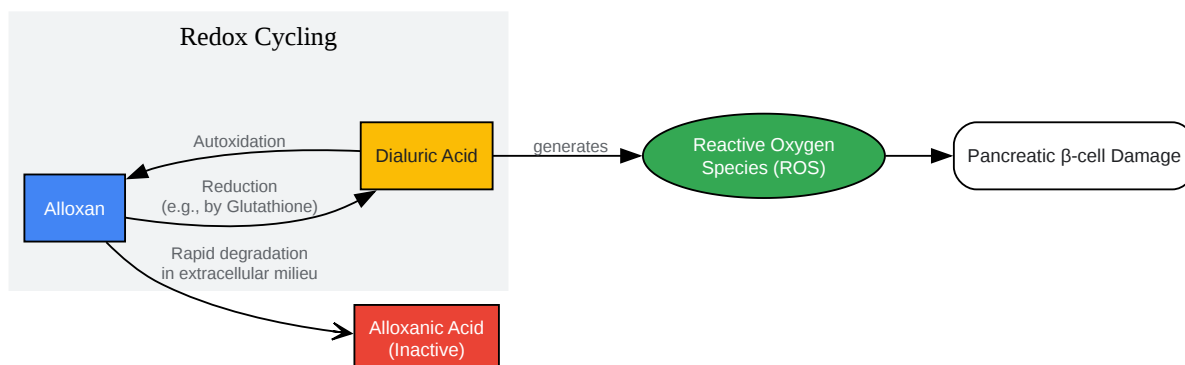 Redox Cycling
Autoxidation
Dialuric Acid
generates
Reactive Oxygen
Species (ROS)
Pancreatic β-cell Damage
Reduction
(e.g., by Glutathione)
Alloxan
Rapid degradation
in extracellular milieu
Alloxanic Acid
(Inactive)